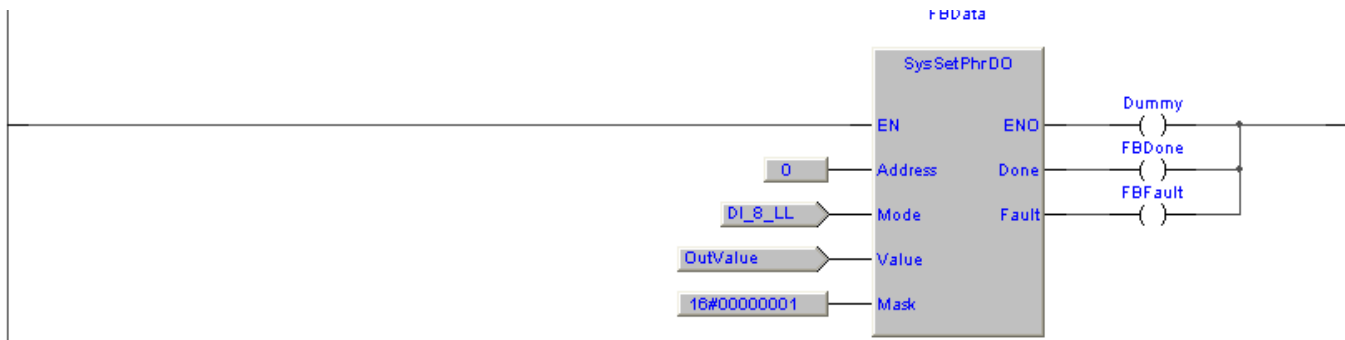 FBData
SysSetPhrDO
Dummy
EN ENO
FBDone
0 Address Done
FBFault
DI_8_LL Mode Fault
OutValue Value
16#00000001 Mask